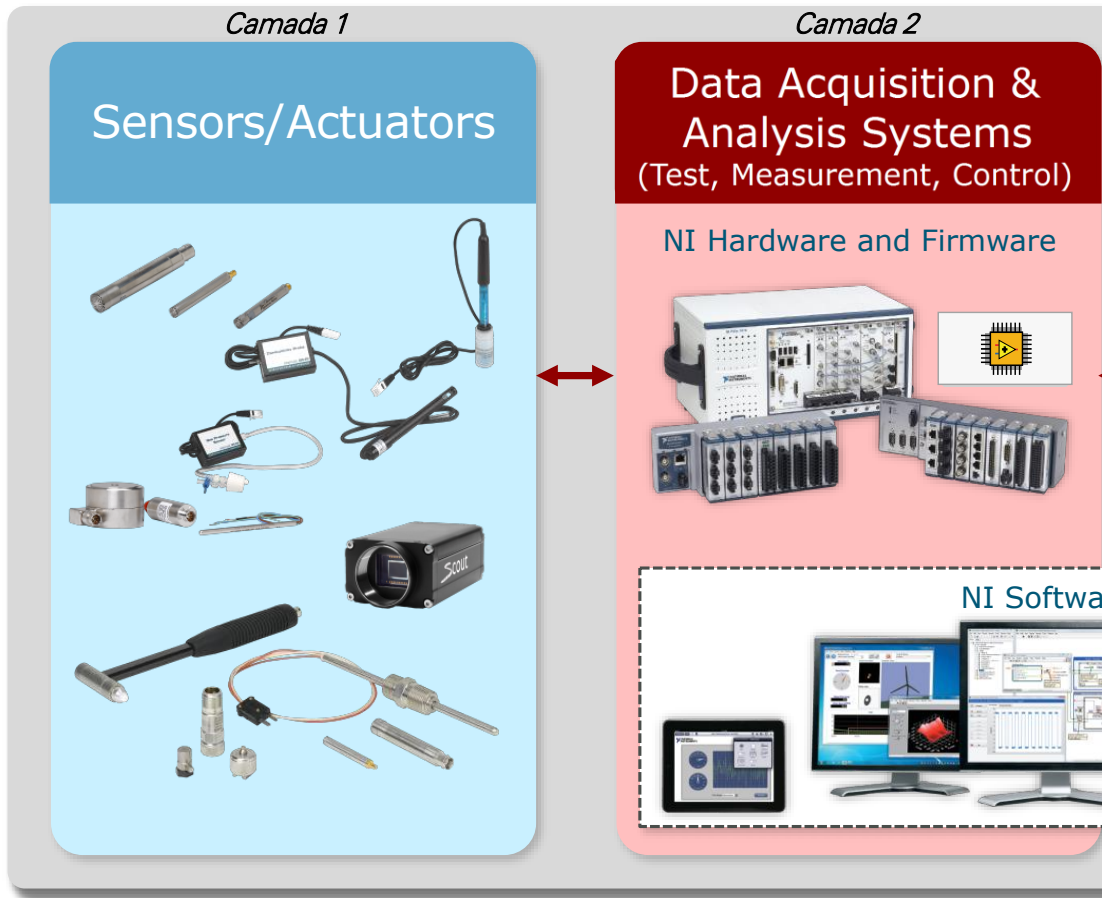 Camada 1
Camada 2
Sensors/Actuators
Data Acquisition &
Analysis Systems
(Test, Measurement, Control)
NI Hardware and Firmware
Scout
NI Softwa